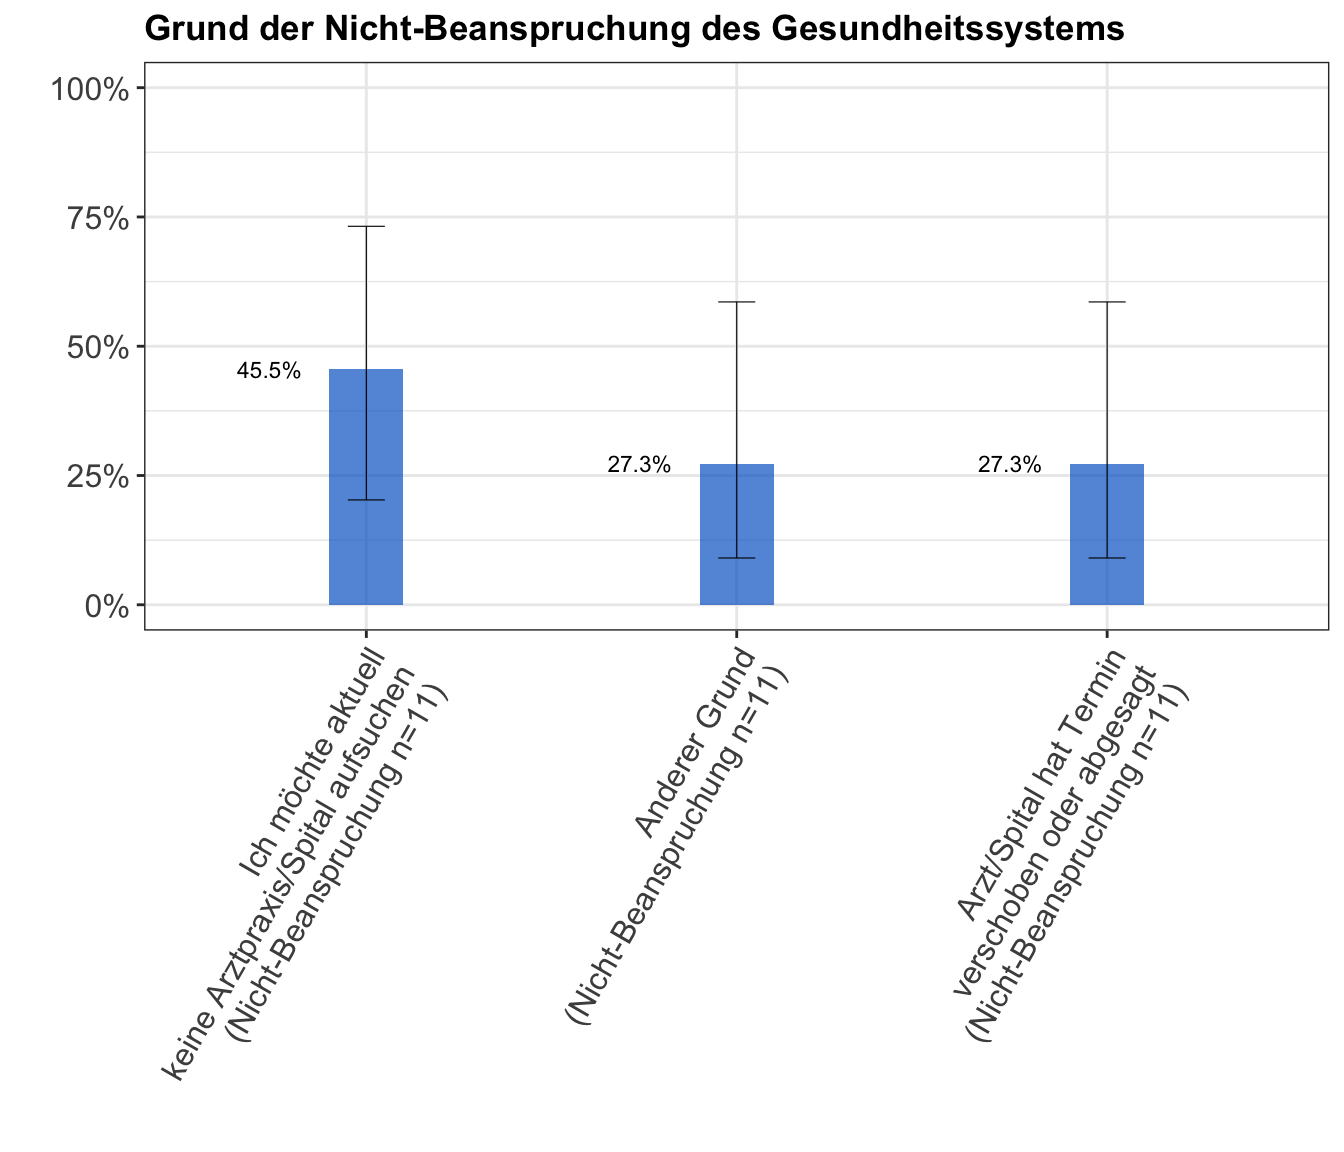 Grund der Nicht-Beanspruchung des Gesundheitssystems
100%
75%
50%
25%
0%
45.5%
27.3%
27.3%
Ich möchte aktuell
keine Arztpraxis/Spital aufsuchen
(Nicht-Beanspruchung n=11)
Anderer Grund
(Nicht-Beanspruchung n=11)
Arzt/Spital hat Termin
verschoben oder abgesagt
(Nicht-Beanspruchung n=11)